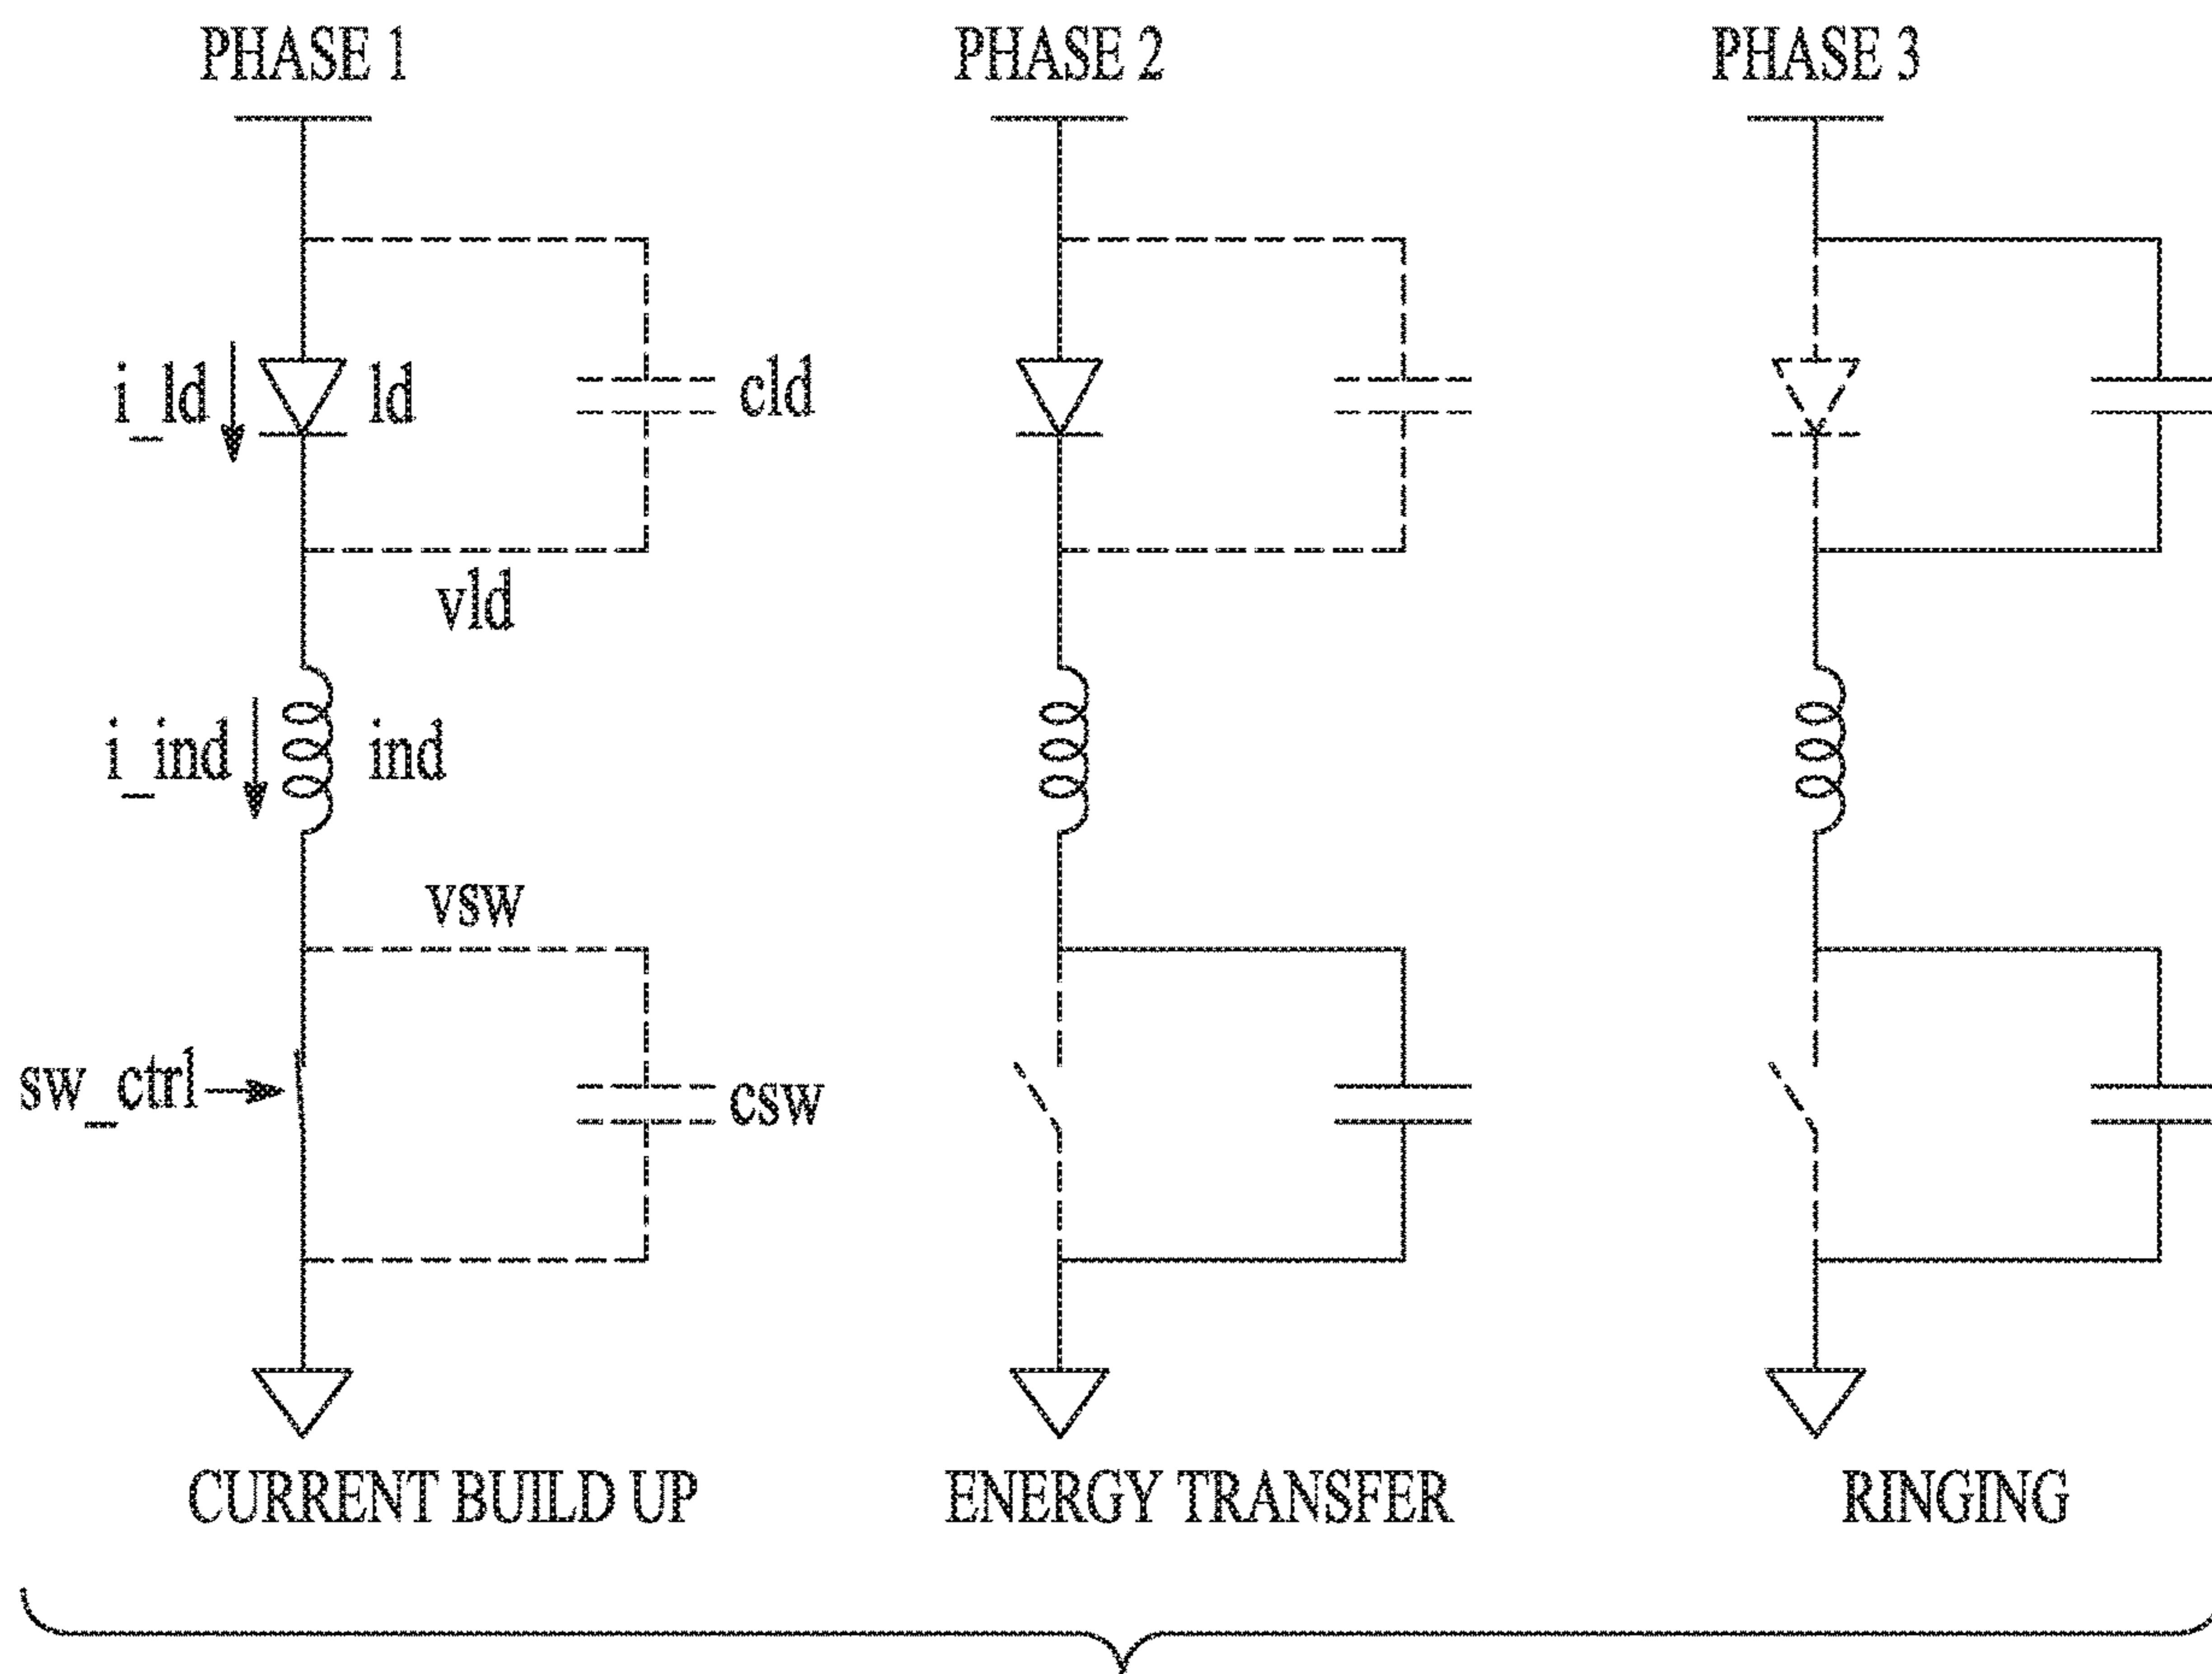 PHASE 1
PHASE 2
PHASE 3
i_ld
ld
cld
vld
i_ind
ind
vsw
sw_ctrl
csw
CURRENT BUILD UP
ENERGY TRANSFER
RINGING